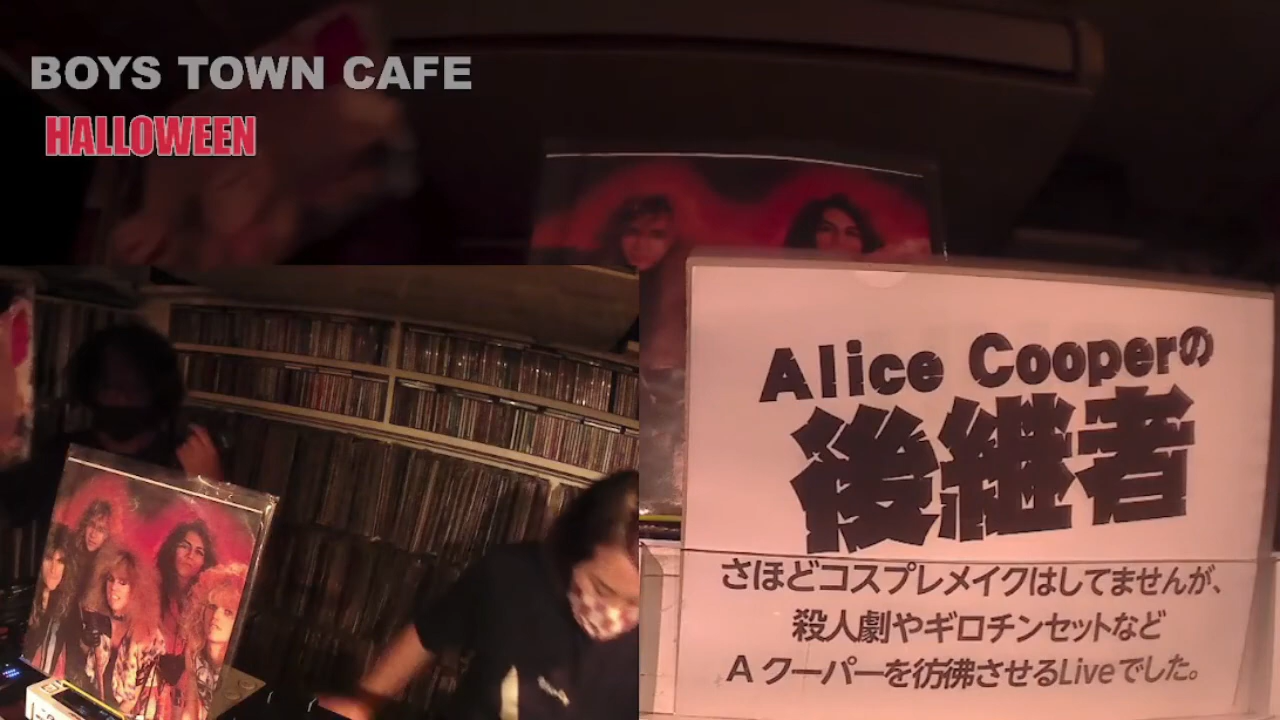 BOYS TOWN CAFE
HALLOWEEN
Alice Cooperの
後継者
さほどコスプレメイクはしてませんが、
殺人劇やギロチンセットなど
A クーパーを彷彿させるLiveでした。